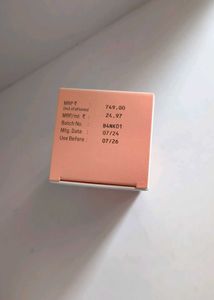 MRP ₹ : 749.00
(Incl. of all taxes)
MRP/ml ₹ : 24.97
Batch No. : B4NK01
Mfg. Date : 07/24
Use Before : 07/26